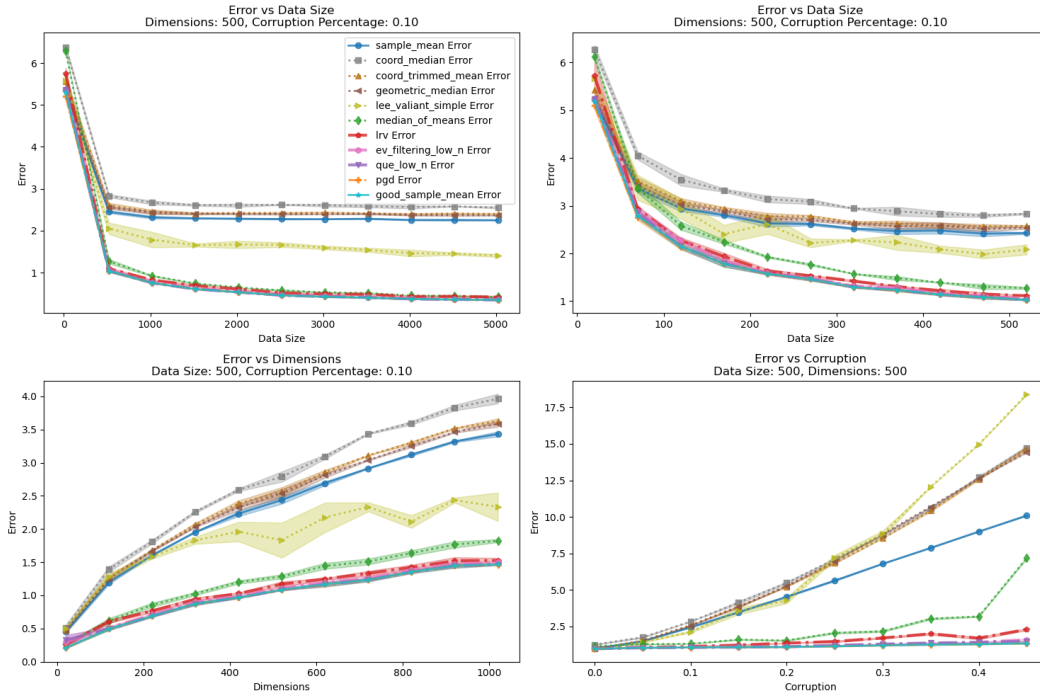 Error vs Data Size
Dimensions: 500, Corruption Percentage: 0.10
Error
6
5
4
3
2
1
0
1000
2000
3000
4000
5000
Data Size
sample_mean Error
coord_median Error
coord_trimmed_mean Error
geometric_median Error
lee_valiant_simple Error
median_of_means Error
lrv Error
ev_filtering_low_n Error
que_low_n Error
pgd Error
good_sample_mean Error
Error vs Data Size
Dimensions: 500, Corruption Percentage: 0.10
Error
6
5
4
3
2
1
0
100
200
300
400
500
Data Size
Error vs Dimensions
Data Size: 500, Corruption Percentage: 0.10
Error
4.0
3.5
3.0
2.5
2.0
1.5
1.0
0.5
0.0
0
200
400
600
800
1000
Dimensions
Error vs Corruption
Data Size: 500, Dimensions: 500
Error
17.5
15.0
12.5
10.0
7.5
5.0
2.5
0.0
0.1
0.2
0.3
0.4
Corruption